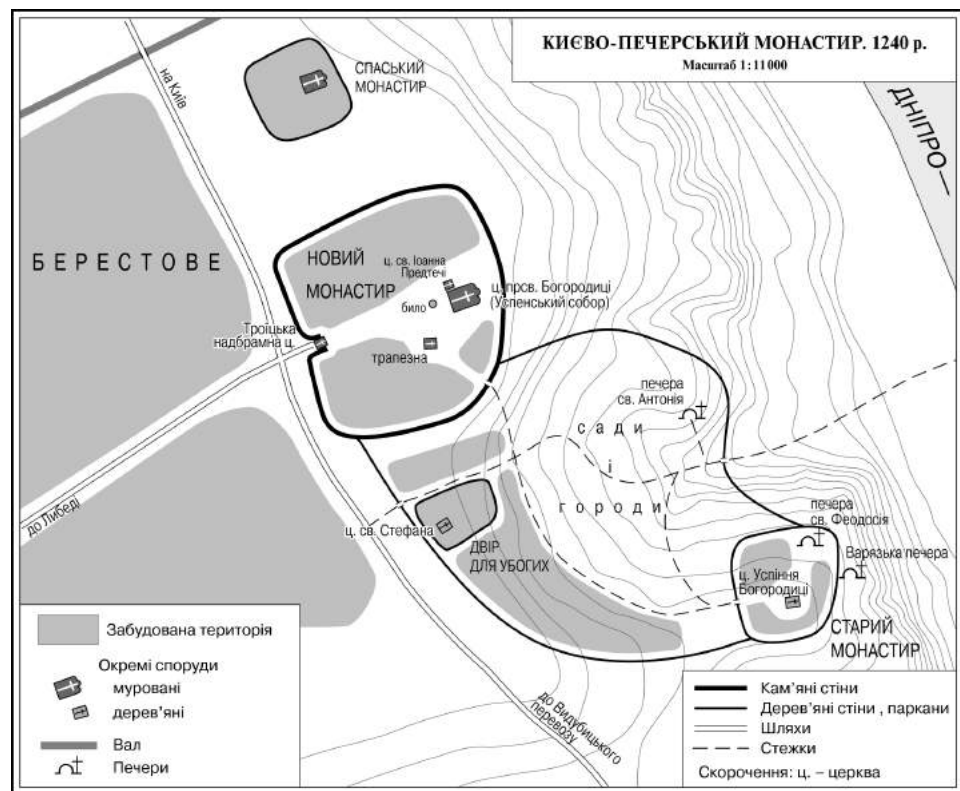 КИЄВО-ПЕЧЕРСЬКИЙ МОНАСТИР. 1240 р.
Масштаб 1:11000
ДНІПРО
на Київ
СПАСЬКИЙ
МОНАСТИР
БЕРЕСТОВЕ
НОВИЙ
МОНАСТИР
ц. св. Іоанна
Предтечі
било
ц. прсв. Богородиці
(Успенський собор)
Троїцька
надбрамна ц.
трапезна
печера
св. Антонія
сади
і
городи
до Либеді
ц. св. Стефана
ДВІР
ДЛЯ УБОГИХ
печера
св. Феодосія
Варязька печера
ц. Успіння
Богородиці
СТАРИЙ
МОНАСТИР
до Видубицького
перевозу
Забудована територія
Окремі споруди
муровані
дерев’яні
Вал
Печери
Кам’яні стіни
Дерев’яні стіни , паркани
Шляхи
Стежки
Скорочення: ц. – церква